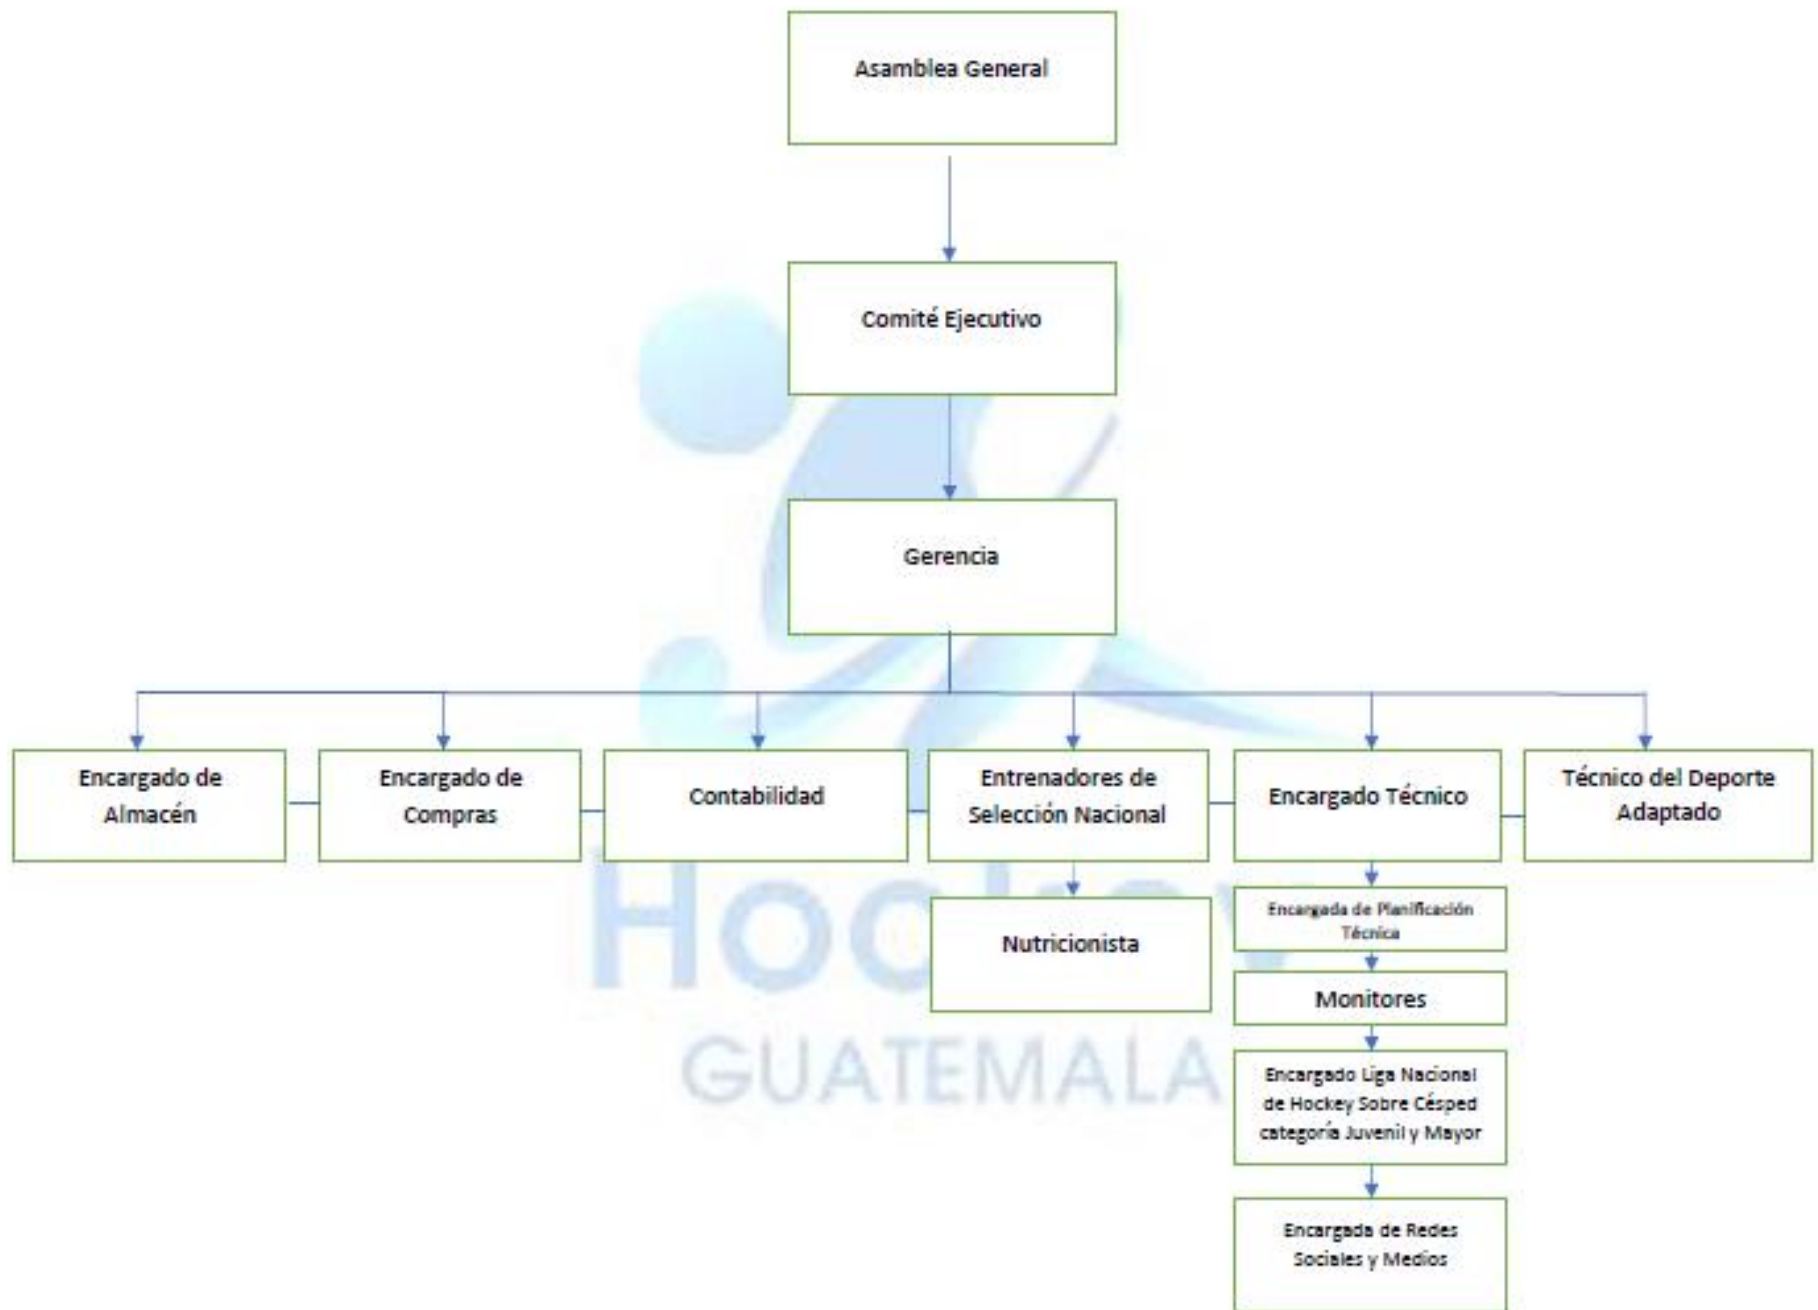 Asamblea General
Comité Ejecutivo
Gerencia
Encargado de
Almacén
Encargado de
Compras
Contabilidad
Entrenadores de
Selección Nacional
Encargado Técnico
Técnico del Deporte
Adaptado
Nutricionista
Encargada de Planificación
Técnica
Monitores
Encargado Liga Nacional
de Hockey Sobre Césped
categoría Juvenil y Mayor
Encargada de Redes
Sociales y Medios
Hockey
GUATEMALA